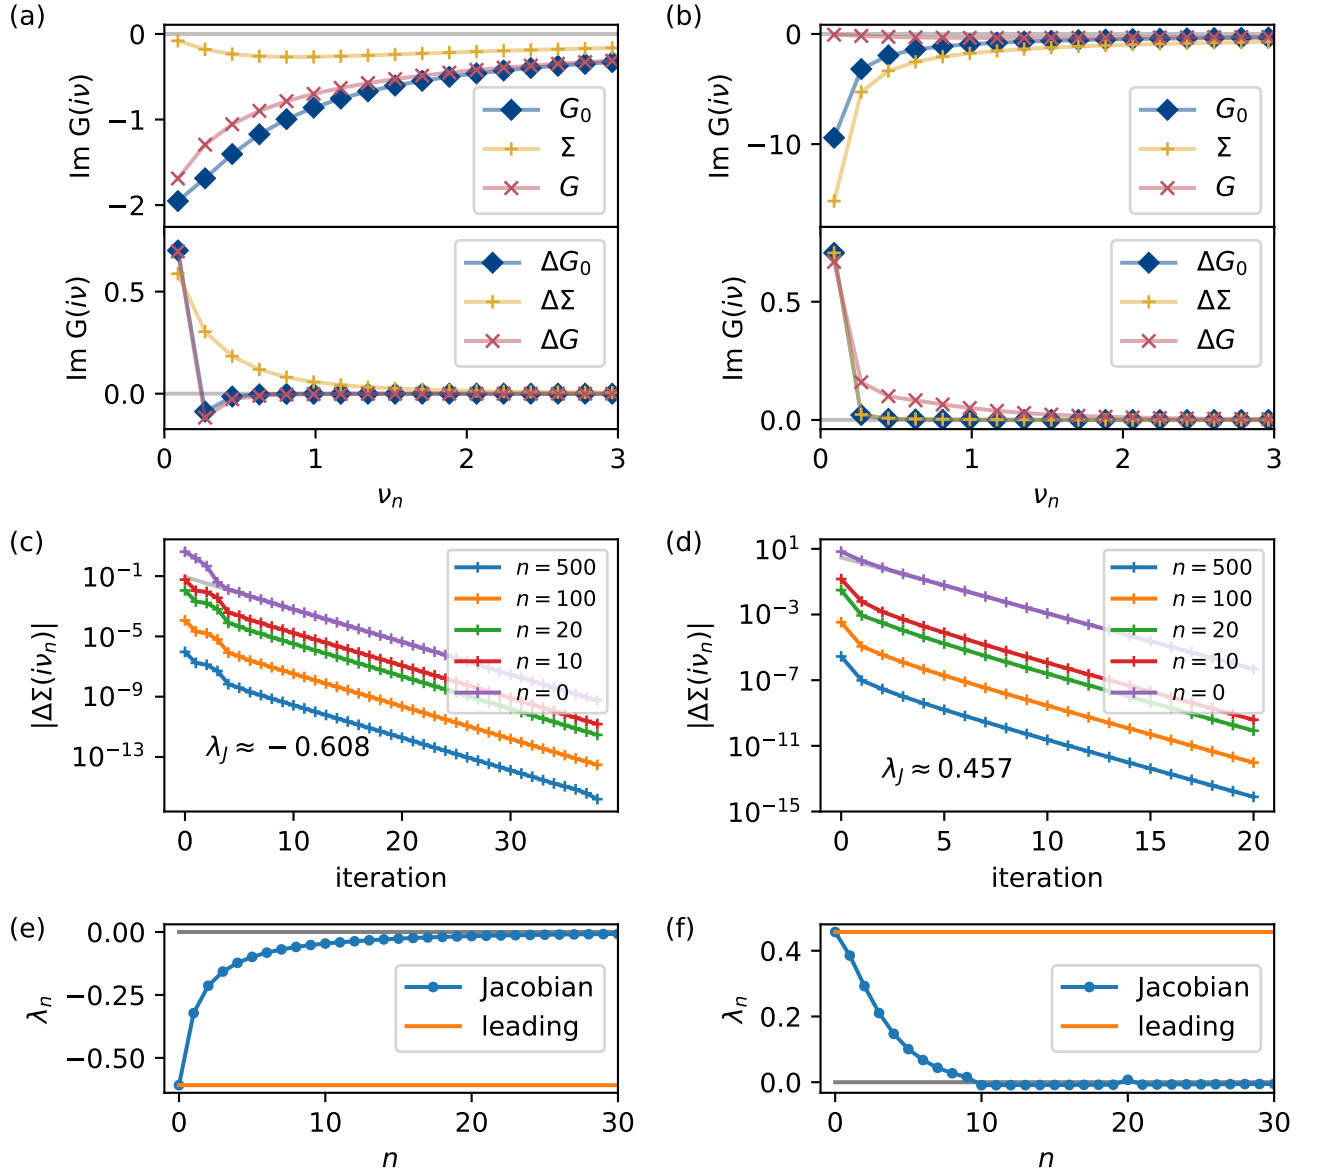 (a)
0
−1
−2
Im G(iν)
G₀
Σ
G
0.5
0.0
Im G(iν)
ΔG₀
ΔΣ
ΔG
0 1 2 3
νₙ
(b)
0
−10
Im G(iν)
G₀
Σ
G
0.5
0.0
Im G(iν)
ΔG₀
ΔΣ
ΔG
0 1 2 3
νₙ
(c)
10⁻¹
10⁻⁵
10⁻⁹
10⁻¹³
|ΔΣ(iνₙ)|
n = 500
n = 100
n = 20
n = 10
n = 0
λ_J ≈ −0.608
0 10 20 30
iteration
(d)
10¹
10⁻³
10⁻⁷
10⁻¹¹
10⁻¹⁵
|ΔΣ(iνₙ)|
n = 500
n = 100
n = 20
n = 10
n = 0
λ_J ≈ 0.457
0 5 10 15 20
iteration
(e)
0.00
−0.25
−0.50
λₙ
Jacobian
leading
0 10 20 30
n
(f)
0.4
0.2
0.0
λₙ
Jacobian
leading
0 10 20 30
n